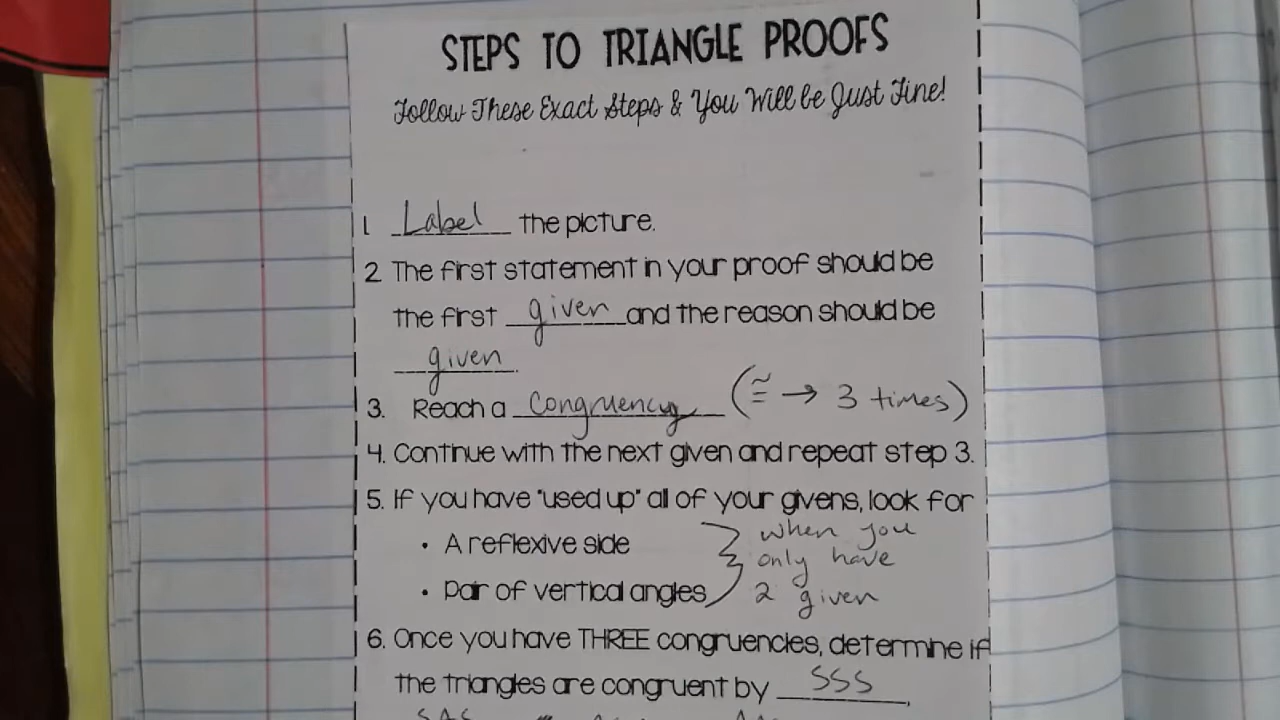 STEPS TO TRIANGLE PROOFS
Follow These Exact Steps & You Will be Just Fine!
1 Label the picture.
2 The first statement in your proof should be
the first given and the reason should be
given.
3. Reach a congruency (≅ → 3 times)
4. Continue with the next given and repeat step 3.
5. If you have "used up" all of your givens, look for
• A reflexive side
• Pair of vertical angles
when you
only have
2 given
6. Once you have THREE congruencies, determine if
the triangles are congruent by SSS,
SAS